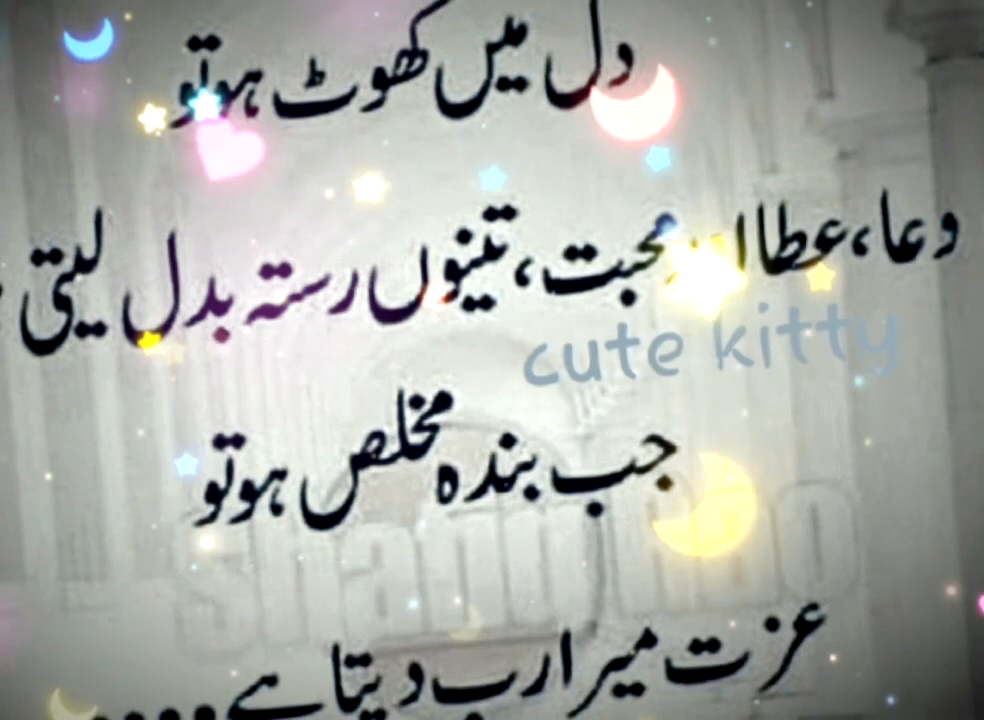 دل میں کھوٹ ہو تو
دعا، عطا محبت، تینوں رستہ بدل لیتی
cute kitty
جب بندہ مخلص ہو تو
عزت میرا رب دیتا ہے....